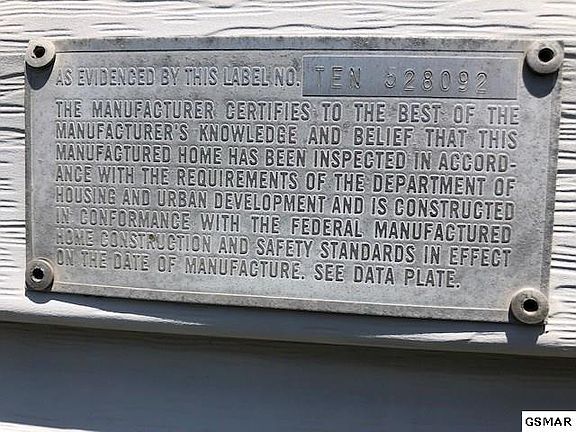 AS EVIDENCED BY THIS LABEL NO. TEN 528092
THE MANUFACTURER CERTIFIES TO THE BEST OF THE
MANUFACTURER'S KNOWLEDGE AND BELIEF THAT THIS
MANUFACTURED HOME HAS BEEN INSPECTED IN ACCORD-
ANCE WITH THE REQUIREMENTS OF THE DEPARTMENT OF
HOUSING AND URBAN DEVELOPMENT AND IS CONSTRUCTED
IN CONFORMANCE WITH THE FEDERAL MANUFACTURED
HOME CONSTRUCTION AND SAFETY STANDARDS IN EFFECT
ON THE DATE OF MANUFACTURE. SEE DATA PLATE.
GSMAR